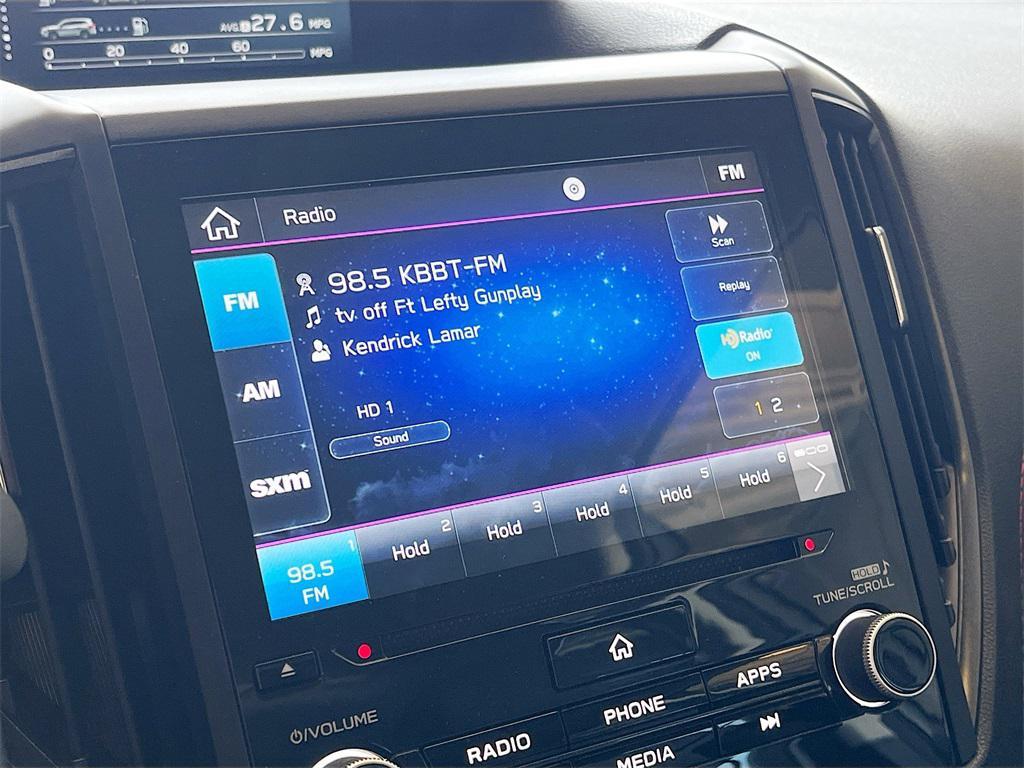 AVG. B 27.6 MPG
0 20 40 60 MPG
Radio
FM
FM
AM
sxm
98.5 KBBT-FM
tv off Ft Lefty Gunplay
Kendrick Lamar
HD 1
Sound
Scan
Replay
HD Radio
ON
1 2
1
98.5
FM
2
Hold
3
Hold
4
Hold
5
Hold
6
Hold
HOLD
TUNE/SCROLL
/VOLUME
RADIO
PHONE
APPS
MEDIA